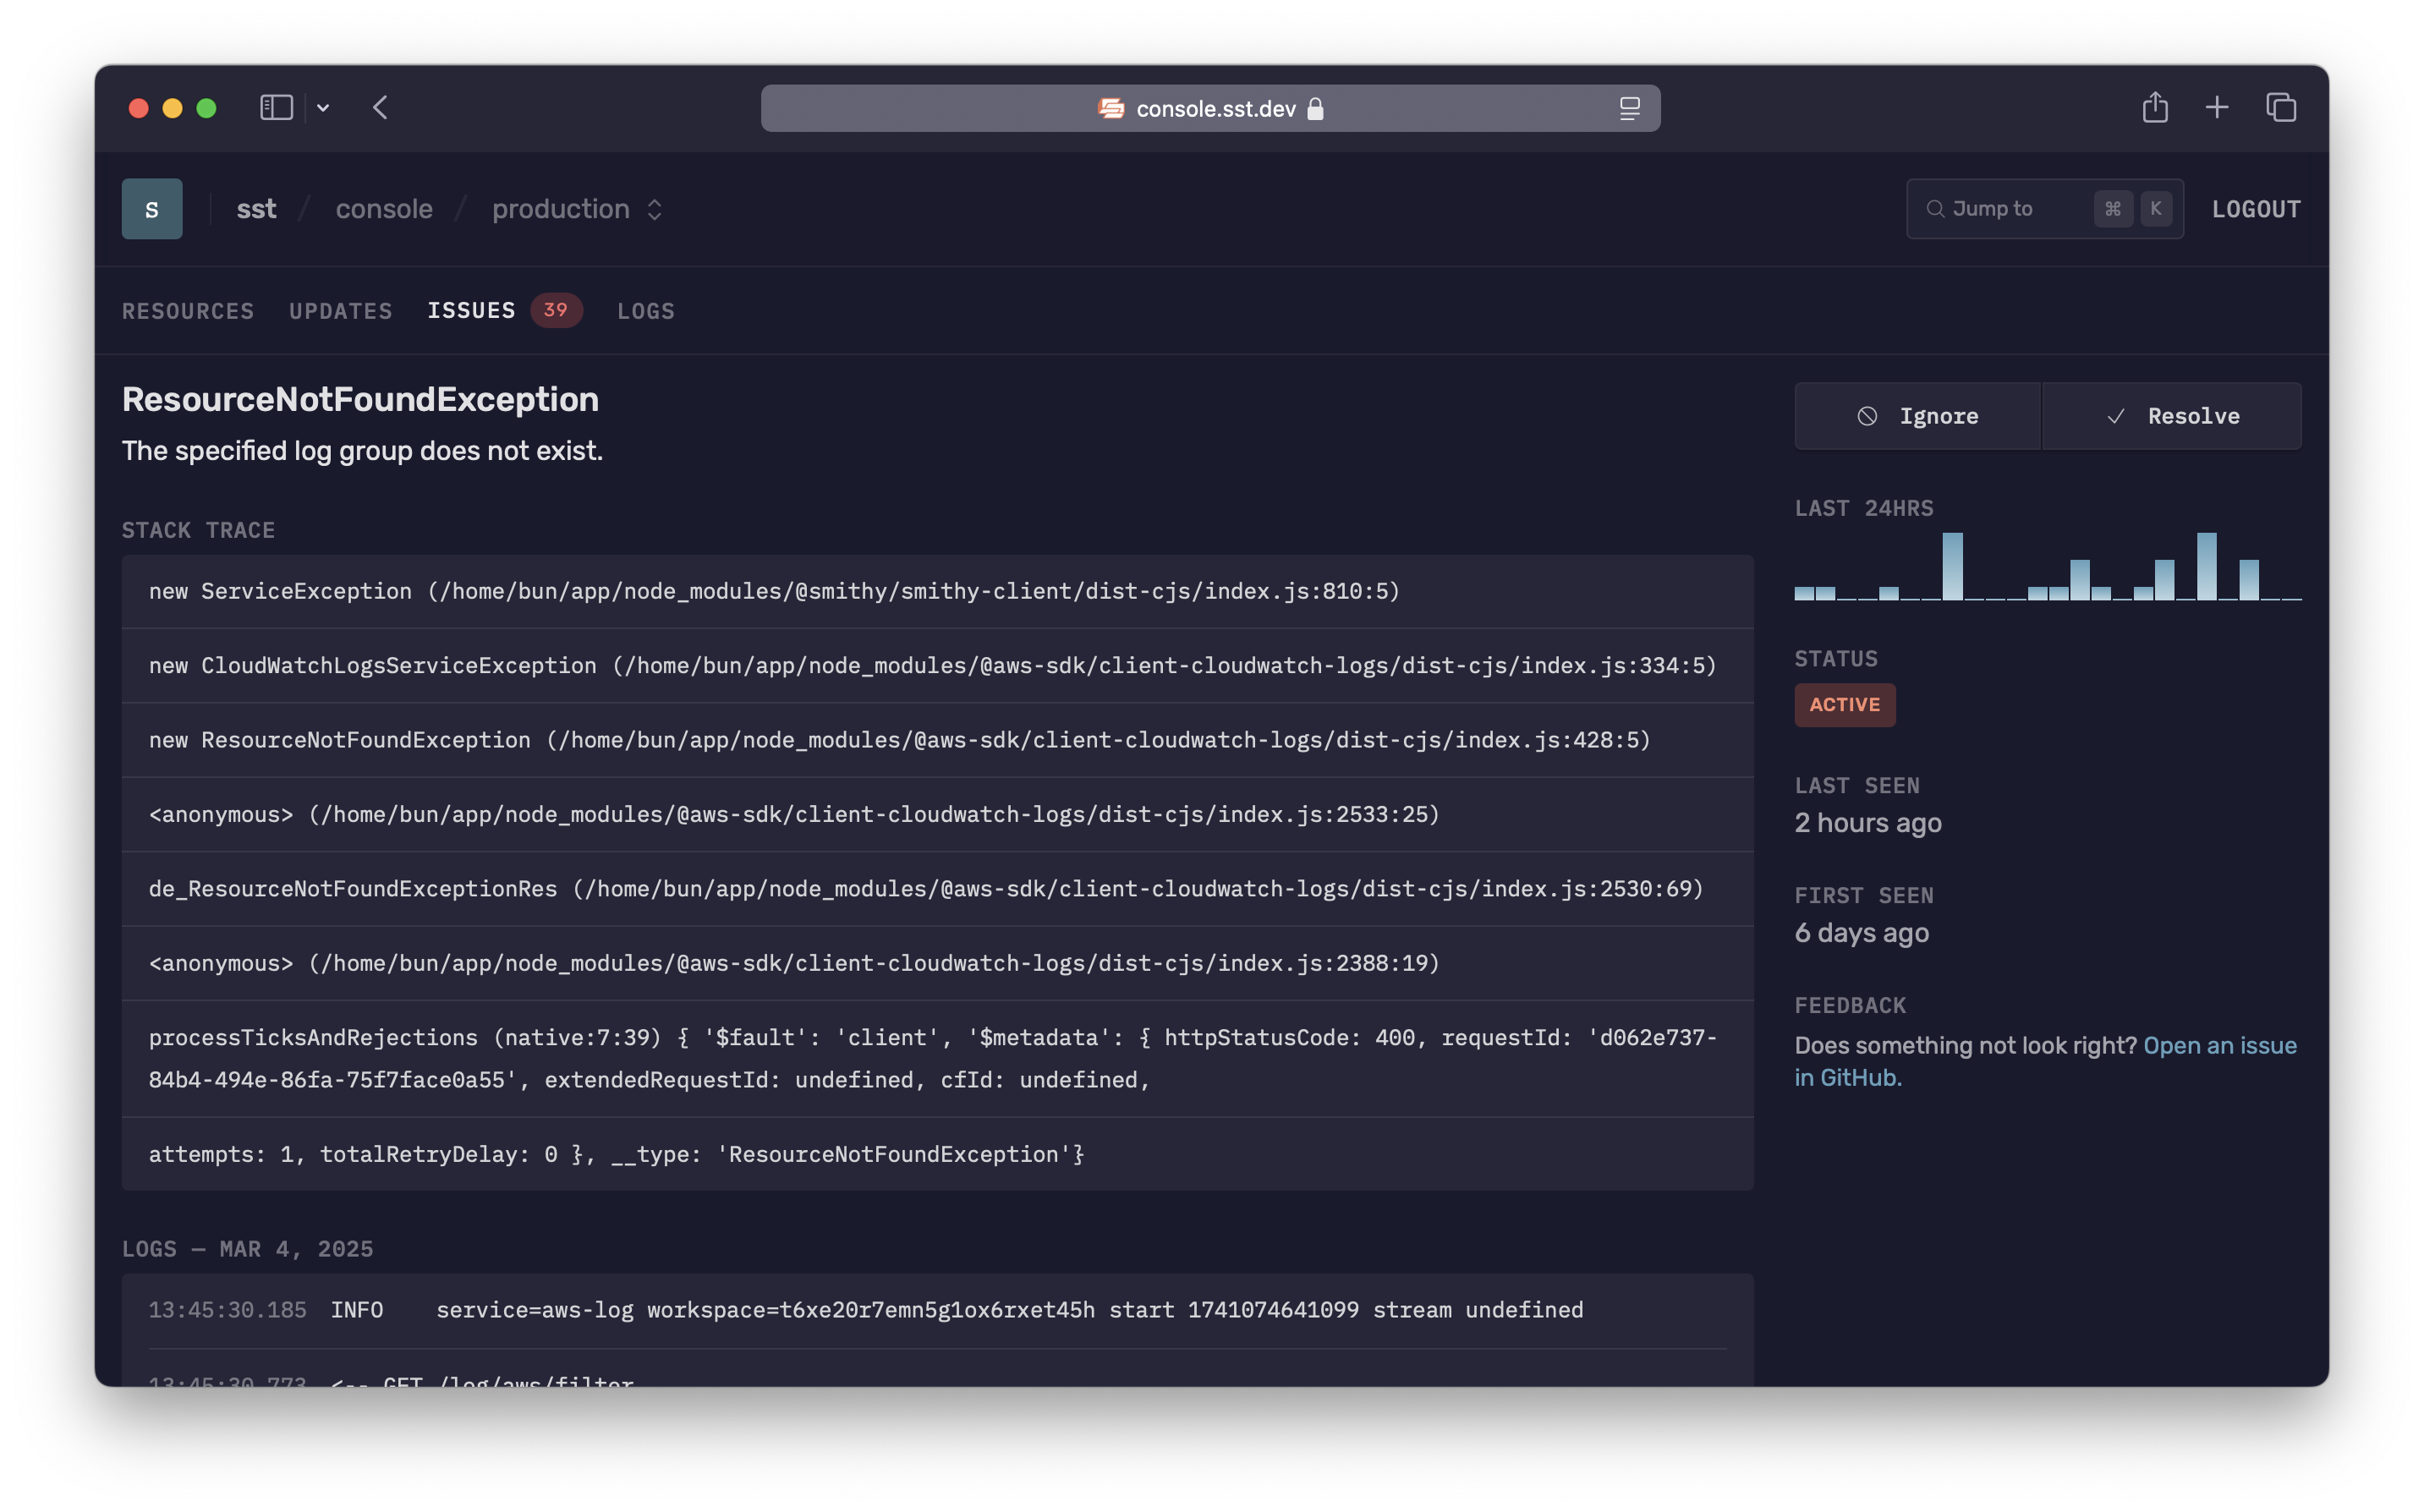 console.sst.dev
S
sst / console / production
Jump to ⌘ K
LOGOUT
RESOURCES UPDATES ISSUES 39 LOGS
ResourceNotFoundException
The specified log group does not exist.
STACK TRACE
new ServiceException (/home/bun/app/node_modules/@smithy/smithy-client/dist-cjs/index.js:810:5)
new CloudWatchLogsServiceException (/home/bun/app/node_modules/@aws-sdk/client-cloudwatch-logs/dist-cjs/index.js:334:5)
new ResourceNotFoundException (/home/bun/app/node_modules/@aws-sdk/client-cloudwatch-logs/dist-cjs/index.js:428:5)
<anonymous> (/home/bun/app/node_modules/@aws-sdk/client-cloudwatch-logs/dist-cjs/index.js:2533:25)
de_ResourceNotFoundExceptionRes (/home/bun/app/node_modules/@aws-sdk/client-cloudwatch-logs/dist-cjs/index.js:2530:69)
<anonymous> (/home/bun/app/node_modules/@aws-sdk/client-cloudwatch-logs/dist-cjs/index.js:2388:19)
processTicksAndRejections (native:7:39) { '$fault': 'client', '$metadata': { httpStatusCode: 400, requestId: 'd062e737-
84b4-494e-86fa-75f7face0a55', extendedRequestId: undefined, cfId: undefined,
attempts: 1, totalRetryDelay: 0 }, __type: 'ResourceNotFoundException'}
LOGS — MAR 4, 2025
13:45:30.185 INFO service=aws-log workspace=t6xe20r7emn5g1ox6rxet45h start 1741074641099 stream undefined
13:45:30.773 <-- GET /log/aws/filter
Ignore
Resolve
LAST 24HRS
STATUS
ACTIVE
LAST SEEN
2 hours ago
FIRST SEEN
6 days ago
FEEDBACK
Does something not look right? Open an issue
in GitHub.